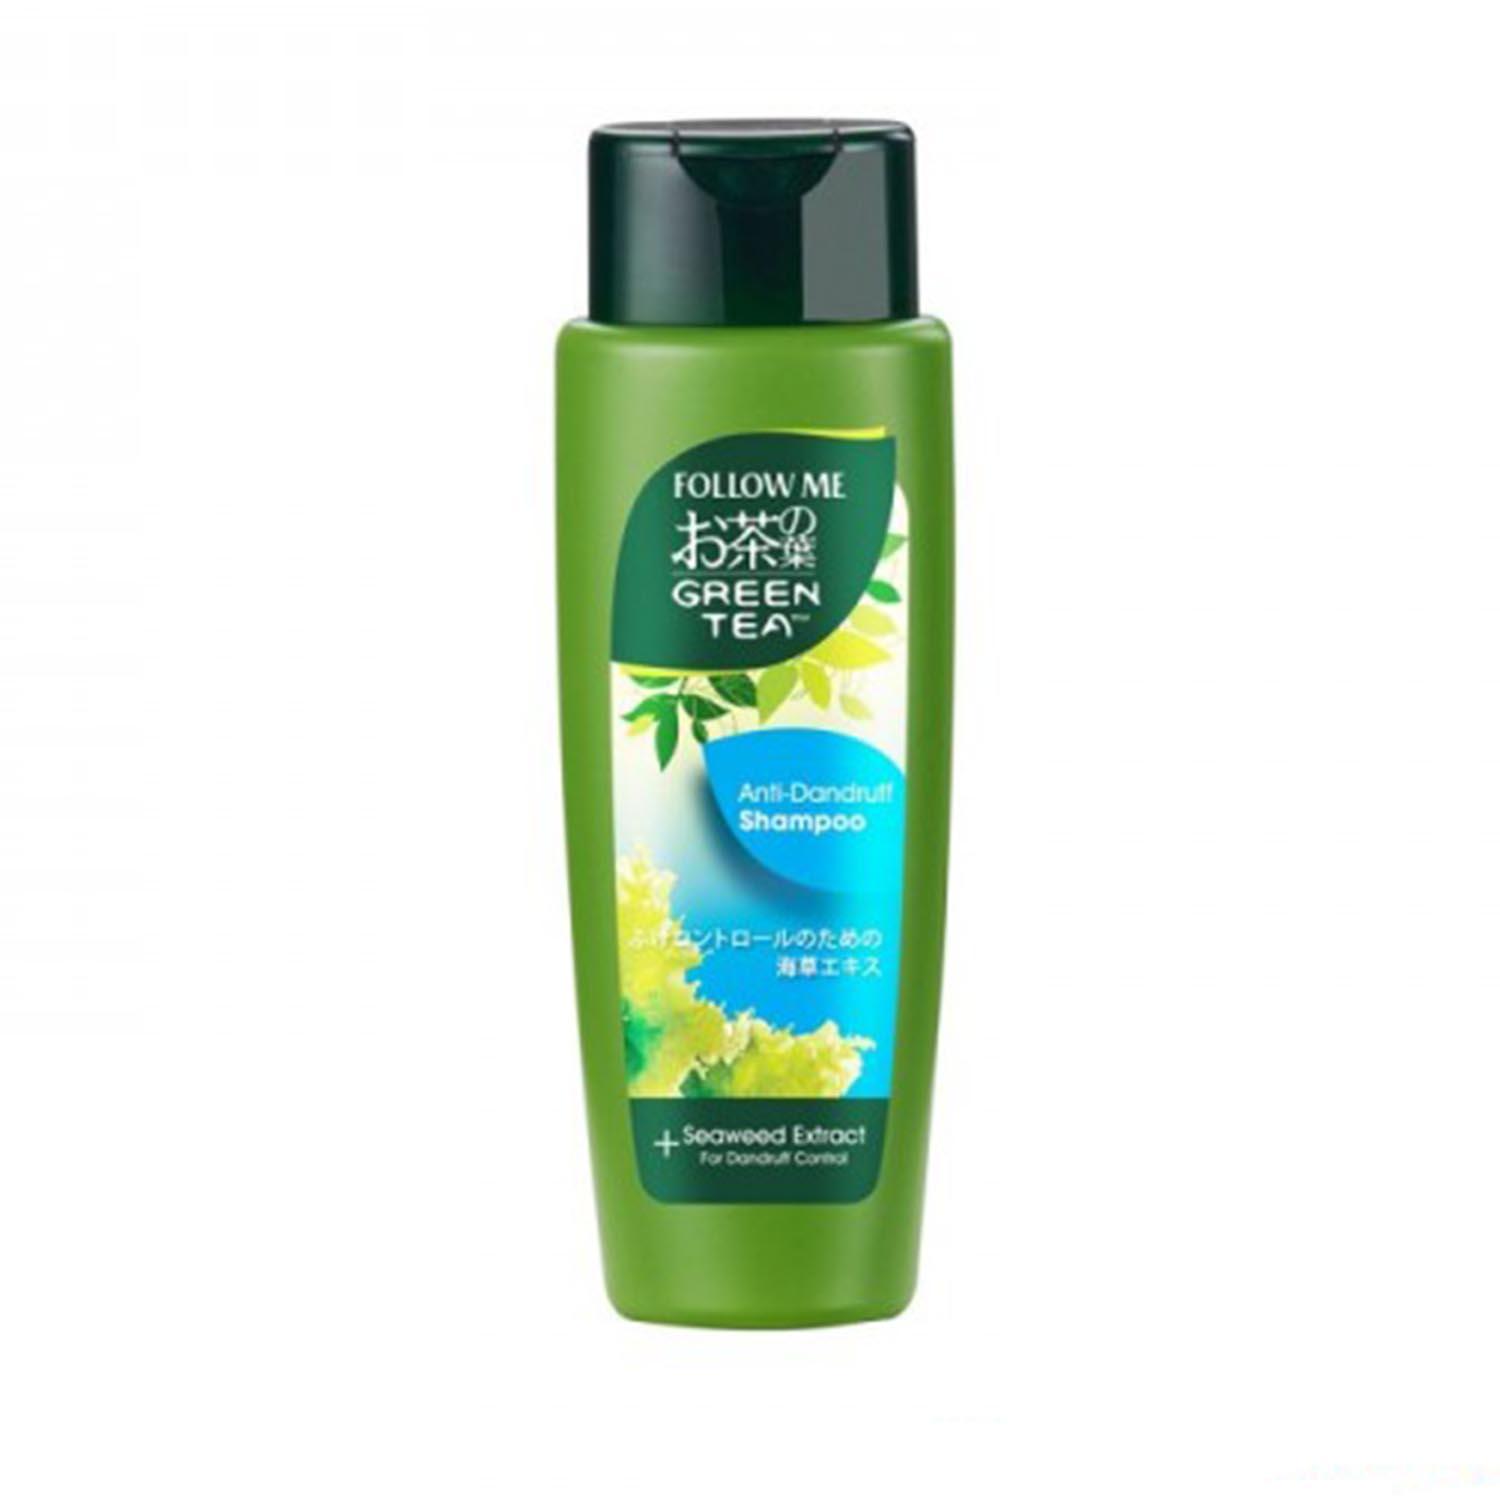 FOLLOW ME
お茶の葉
GREEN
TEA™
Anti-Dandruff
Shampoo
ふけコントロールのための
海草エキス
+Seaweed Extract
For Dandruff Control